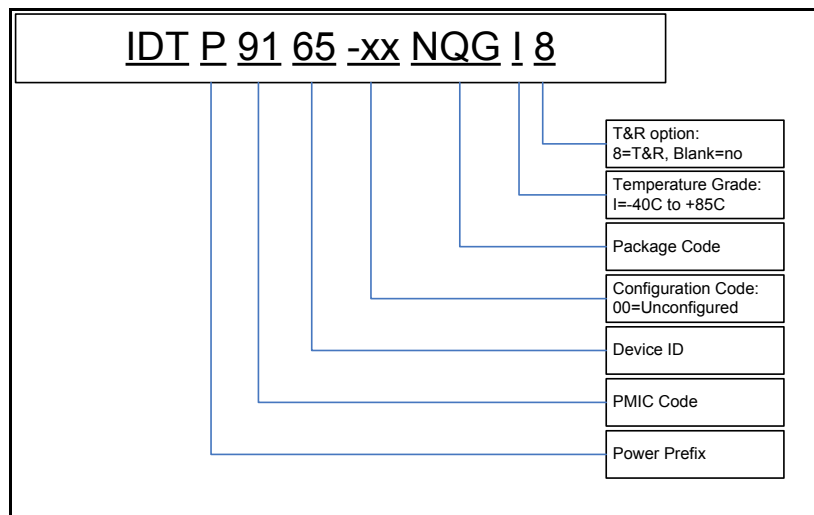 IDT P 91 65 -xx NQG I 8
T&R option:
8=T&R, Blank=no
Temperature Grade:
I=-40C to +85C
Package Code
Configuration Code:
00=Unconfigured
Device ID
PMIC Code
Power Prefix